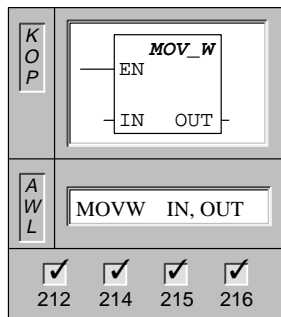 K
O
P
MOV_W
EN
IN OUT
A
W
L
MOVW IN, OUT
212 214 215 216